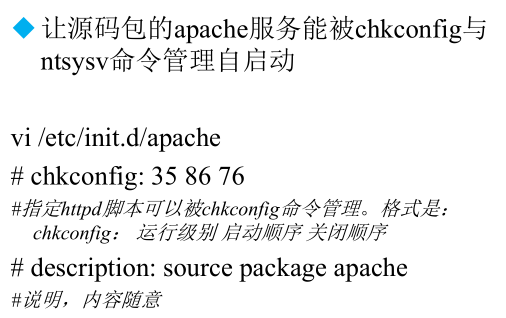 让源码包的apache服务能被chkconfig与
ntsysv命令管理自启动
vi /etc/init.d/apache
# chkconfig: 35 86 76
#指定httpd脚本可以被chkconfig命令管理。格式是：
chkconfig： 运行级别 启动顺序 关闭顺序
# description: source package apache
#说明，内容随意